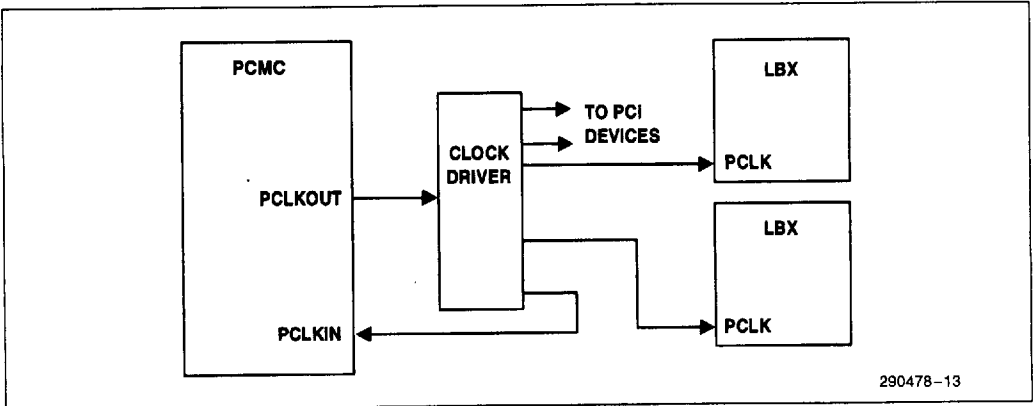 PCMC
PCLKOUT
PCLKIN
CLOCK
DRIVER
TO PCI
DEVICES
LBX
PCLK
LBX
PCLK
290478-13